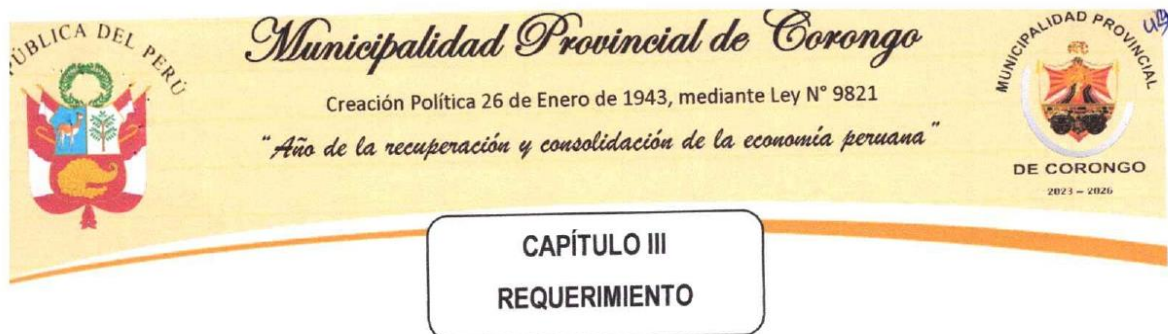 REPÚBLICA DEL PERÚ
Municipalidad Provincial de Corongo
Creación Política 26 de Enero de 1943, mediante Ley N° 9821
"Año de la recuperación y consolidación de la economía peruana"
MUNICIPALIDAD PROVINCIAL
DE CORONGO
2023 – 2026
CAPÍTULO III
REQUERIMIENTO